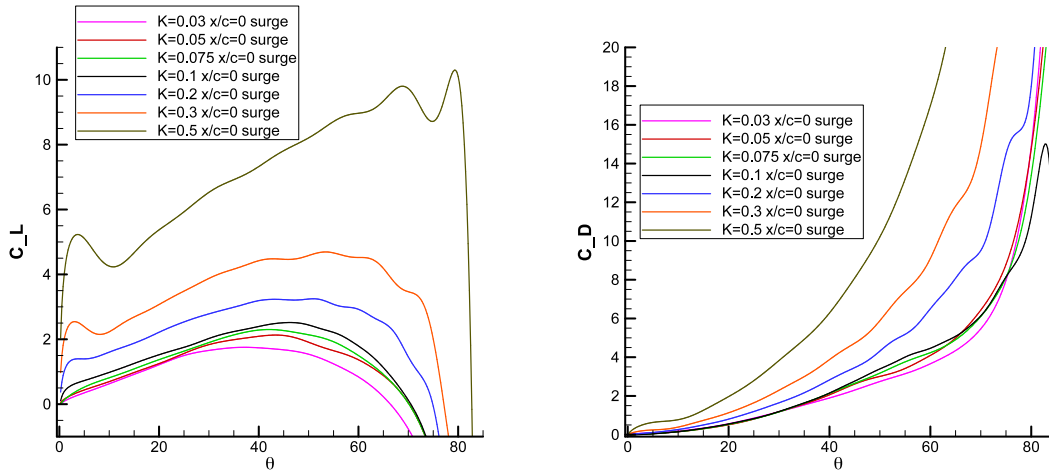 K=0.03 x/c=0 surge
K=0.05 x/c=0 surge
K=0.075 x/c=0 surge
K=0.1 x/c=0 surge
K=0.2 x/c=0 surge
K=0.3 x/c=0 surge
K=0.5 x/c=0 surge
C_L
10
8
6
4
2
0
0
20
40
60
80
θ
K=0.03 x/c=0 surge
K=0.05 x/c=0 surge
K=0.075 x/c=0 surge
K=0.1 x/c=0 surge
K=0.2 x/c=0 surge
K=0.3 x/c=0 surge
K=0.5 x/c=0 surge
C_D
20
18
16
14
12
10
8
6
4
2
0
0
20
40
60
80
θ